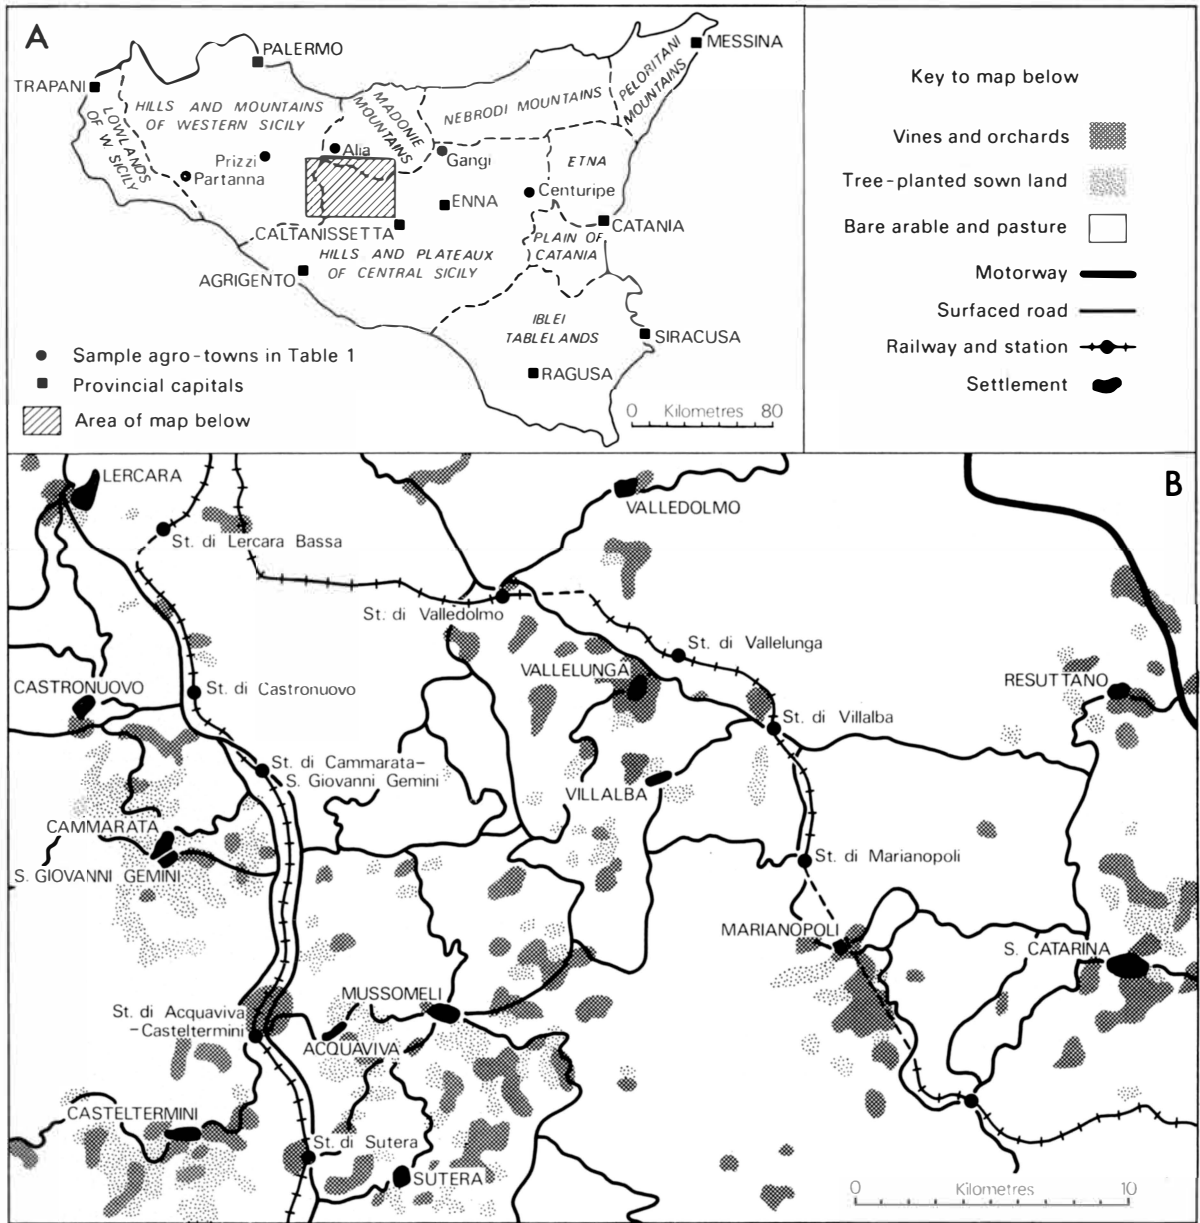 A
PALERMO
MESSINA
TRAPANI
HILLS AND MOUNTAINS
OF WESTERN SICILY
LOWLANDS
OF W. SICILY
MADONIE
MOUNTAINS
NEBRODI MOUNTAINS
PELORITANI
MOUNTAINS
Prizzi
Partanna
Alia
Gangi
ETNA
Centuripe
ENNA
CALTANISSETTA
CATANIA
PLAIN OF
CATANIA
HILLS AND PLATEAUX
OF CENTRAL SICILY
AGRIGENTO
IBLEI
TABLELANDS
SIRACUSA
RAGUSA
Sample agro-towns in Table 1
Provincial capitals
Area of map below
0 Kilometres 80
Key to map below
Vines and orchards
Tree-planted sown land
Bare arable and pasture
Motorway
Surfaced road
Railway and station
Settlement
B
LERCARA
St. di Lercara Bassa
VALLEDOLMO
St. di Valledolmo
St. di Vallelunga
VALLELUNGA
CASTRONUOVO
St. di Castronuovo
RESUTTANO
St. di Villalba
St. di Cammarata-
S. Giovanni Gemini
VILLALBA
CAMMARATA
S. GIOVANNI GEMINI
St. di Marianopoli
MARIANOPOLI
S. CATARINA
MUSSOMELI
St. di Acquaviva
-Casteltermini
ACQUAVIVA
CASTELTERMINI
St. di Sutera
SUTERA
0 Kilometres 10